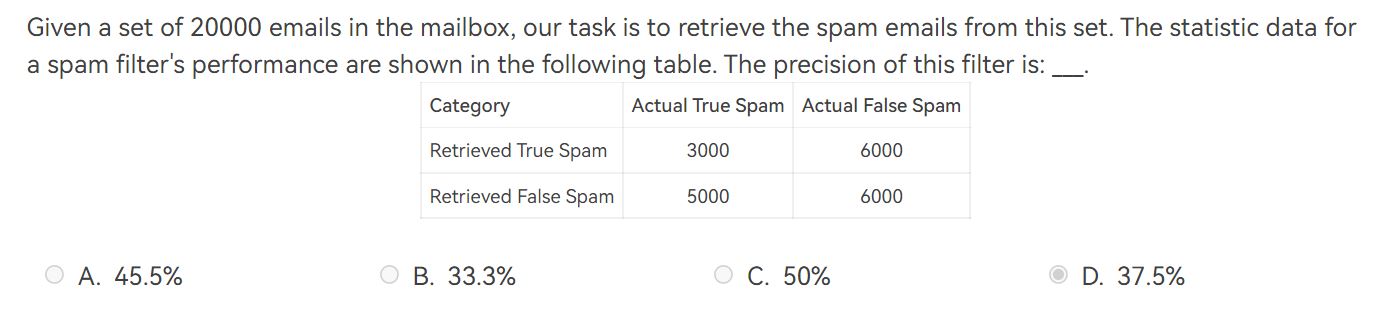 Given a set of 20000 emails in the mailbox, our task is to retrieve the spam emails from this set. The statistic data for
a spam filter's performance are shown in the following table. The precision of this filter is: ___.
Category Actual True Spam Actual False Spam
Retrieved True Spam 3000 6000
Retrieved False Spam 5000 6000
A. 45.5% B. 33.3% C. 50% D. 37.5%